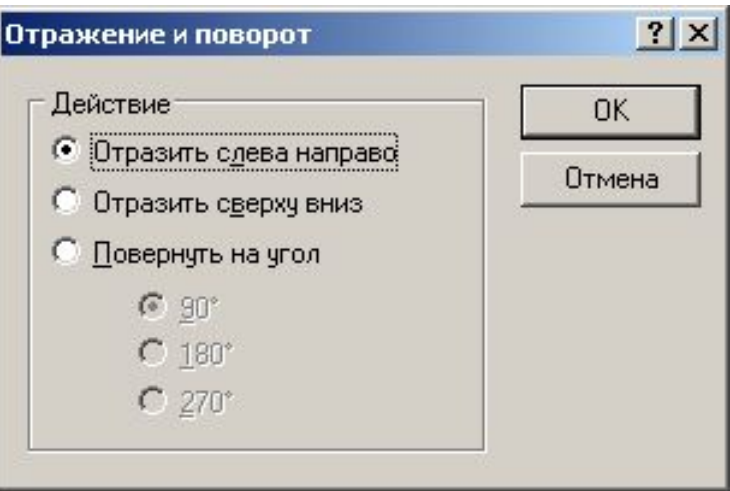 Отражение и поворот
Действие
Отразить слева направо
Отразить сверху вниз
Повернуть на угол
90°
180°
270°
OK
Отмена